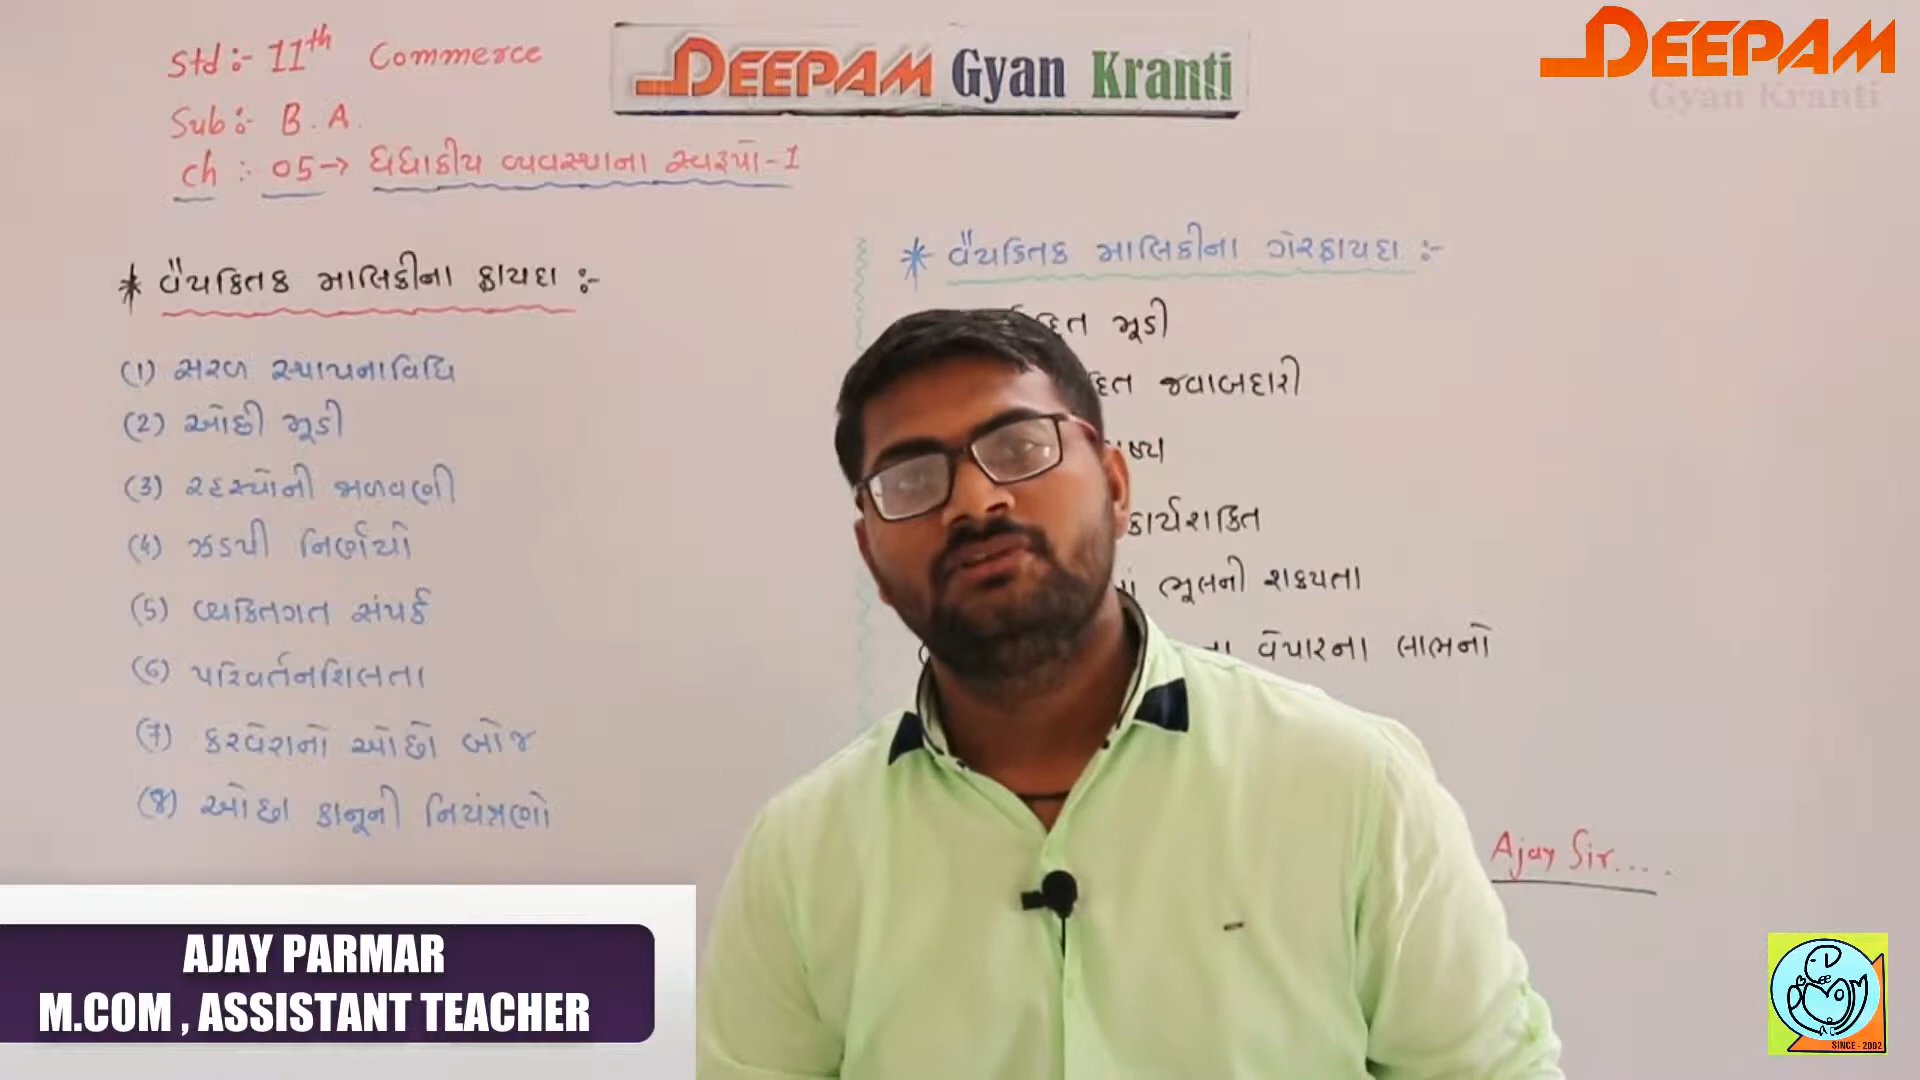 Std :- 11th Commerce
Sub :- B.A.
ch :- 05 → ધંધાકીય વ્યવસ્થાના સ્વરૂપો-1
DEEPAM Gyan Kranti
DEEPAM
Gyan Kranti
* વૈયક્તિક માલિકીના ફાયદા :-
(1) સરળ સ્થાપનાવિધિ
(2) ઓછી મૂડી
(3) રહસ્યોની જાળવણી
(4) ઝડપી નિર્ણયો
(5) વ્યક્તિગત સંપર્ક
(6) પરિવર્તનશિલતા
(7) કરવેરાનો ઓછો બોજ
(8) ઓછા કાનૂની નિયંત્રણો
* વૈયક્તિક માલિકીના ગેરફાયદા :-
મૂડી
જવાબદારી
કાર્યશક્તિ
ભૂલની શક્યતા
વેપારના લાભનો
Ajay Sir....
AJAY PARMAR
M.COM , ASSISTANT TEACHER
SINCE - 2002